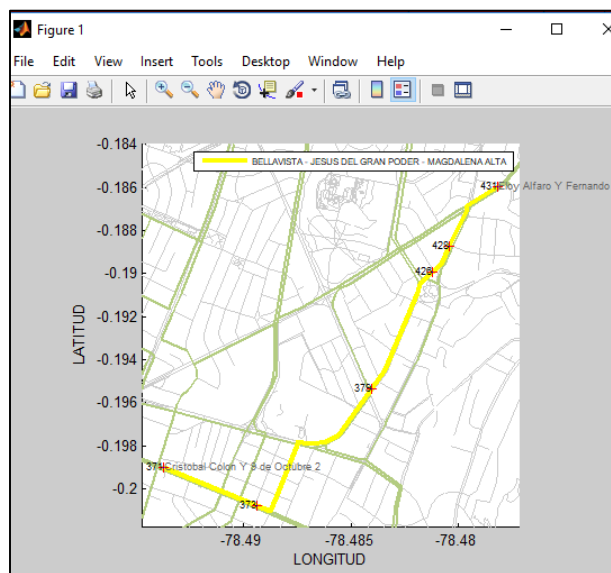 Figure 1
File Edit View Insert Tools Desktop Window Help
BELLAVISTA - JESUS DEL GRAN PODER - MAGDALENA ALTA
-0.184
-0.186
-0.188
-0.19
-0.192
-0.194
-0.196
-0.198
-0.2
LATITUD
431 Eloy Alfaro Y Fernando
428
426
375
371 Cristobal Colon Y 9 de Octubre 2
373
-78.49 -78.485 -78.48
LONGITUD